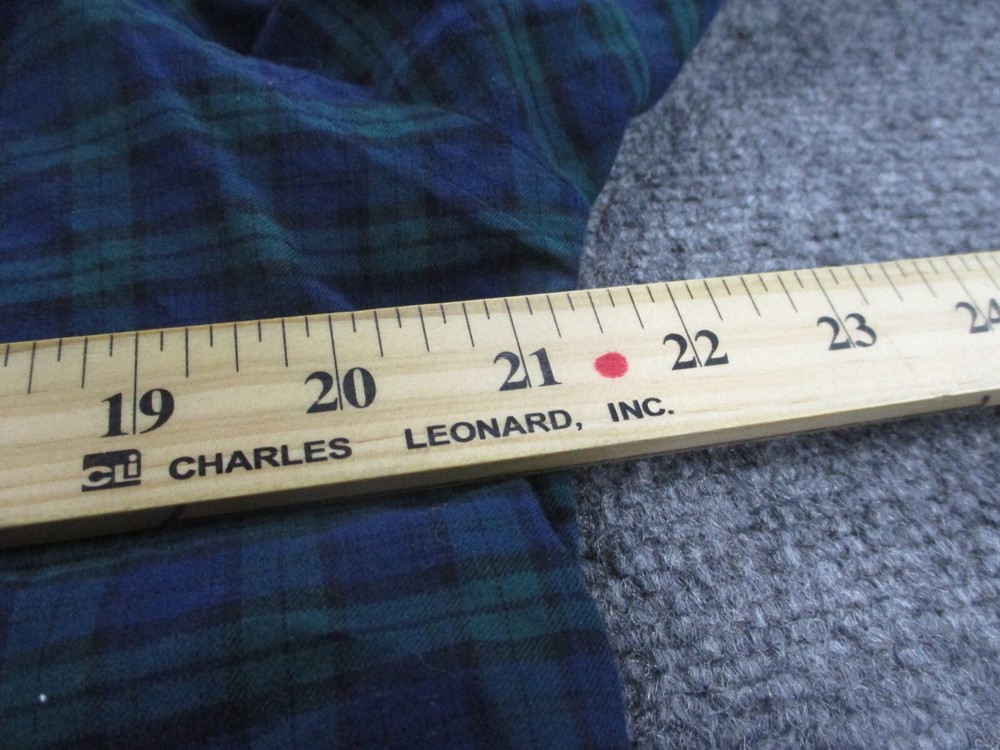 19 20 21 22 23 24
CLi CHARLES LEONARD, INC.